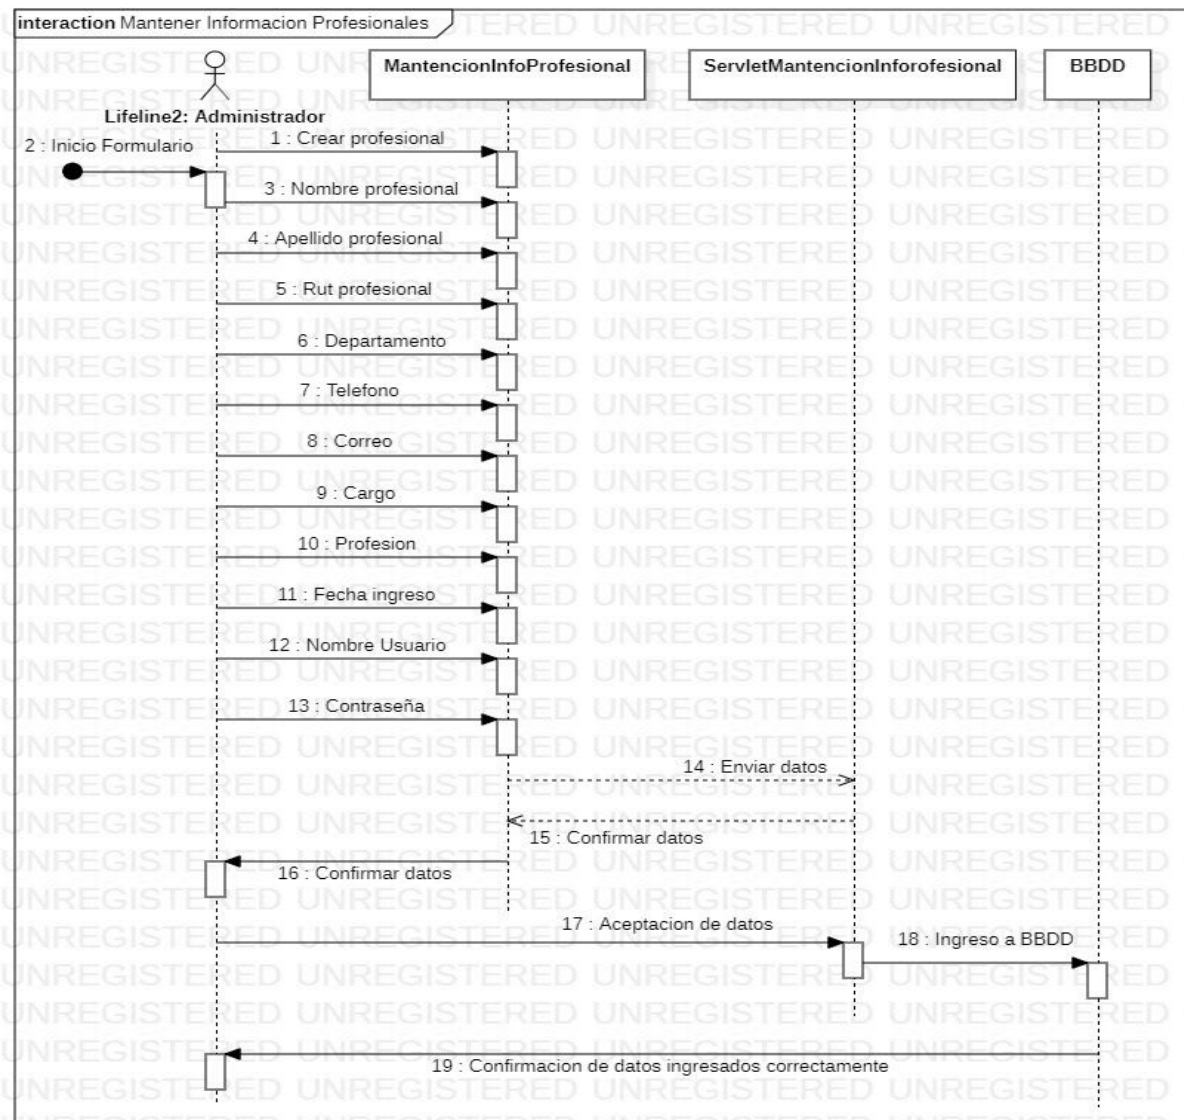 interaction Mantener Informacion Profesionales
MantencionInfoProfesional
ServletMantencionInforofesional
BBDD
Lifeline2: Administrador
1 : Crear profesional
2 : Inicio Formulario
3 : Nombre profesional
4 : Apellido profesional
5 : Rut profesional
6 : Departamento
7 : Telefono
8 : Correo
9 : Cargo
10 : Profesion
11 : Fecha ingreso
12 : Nombre Usuario
13 : Contraseña
14 : Enviar datos
15 : Confirmar datos
16 : Confirmar datos
17 : Aceptacion de datos
18 : Ingreso a BBDD
19 : Confirmacion de datos ingresados correctamente
UNREGISTERED